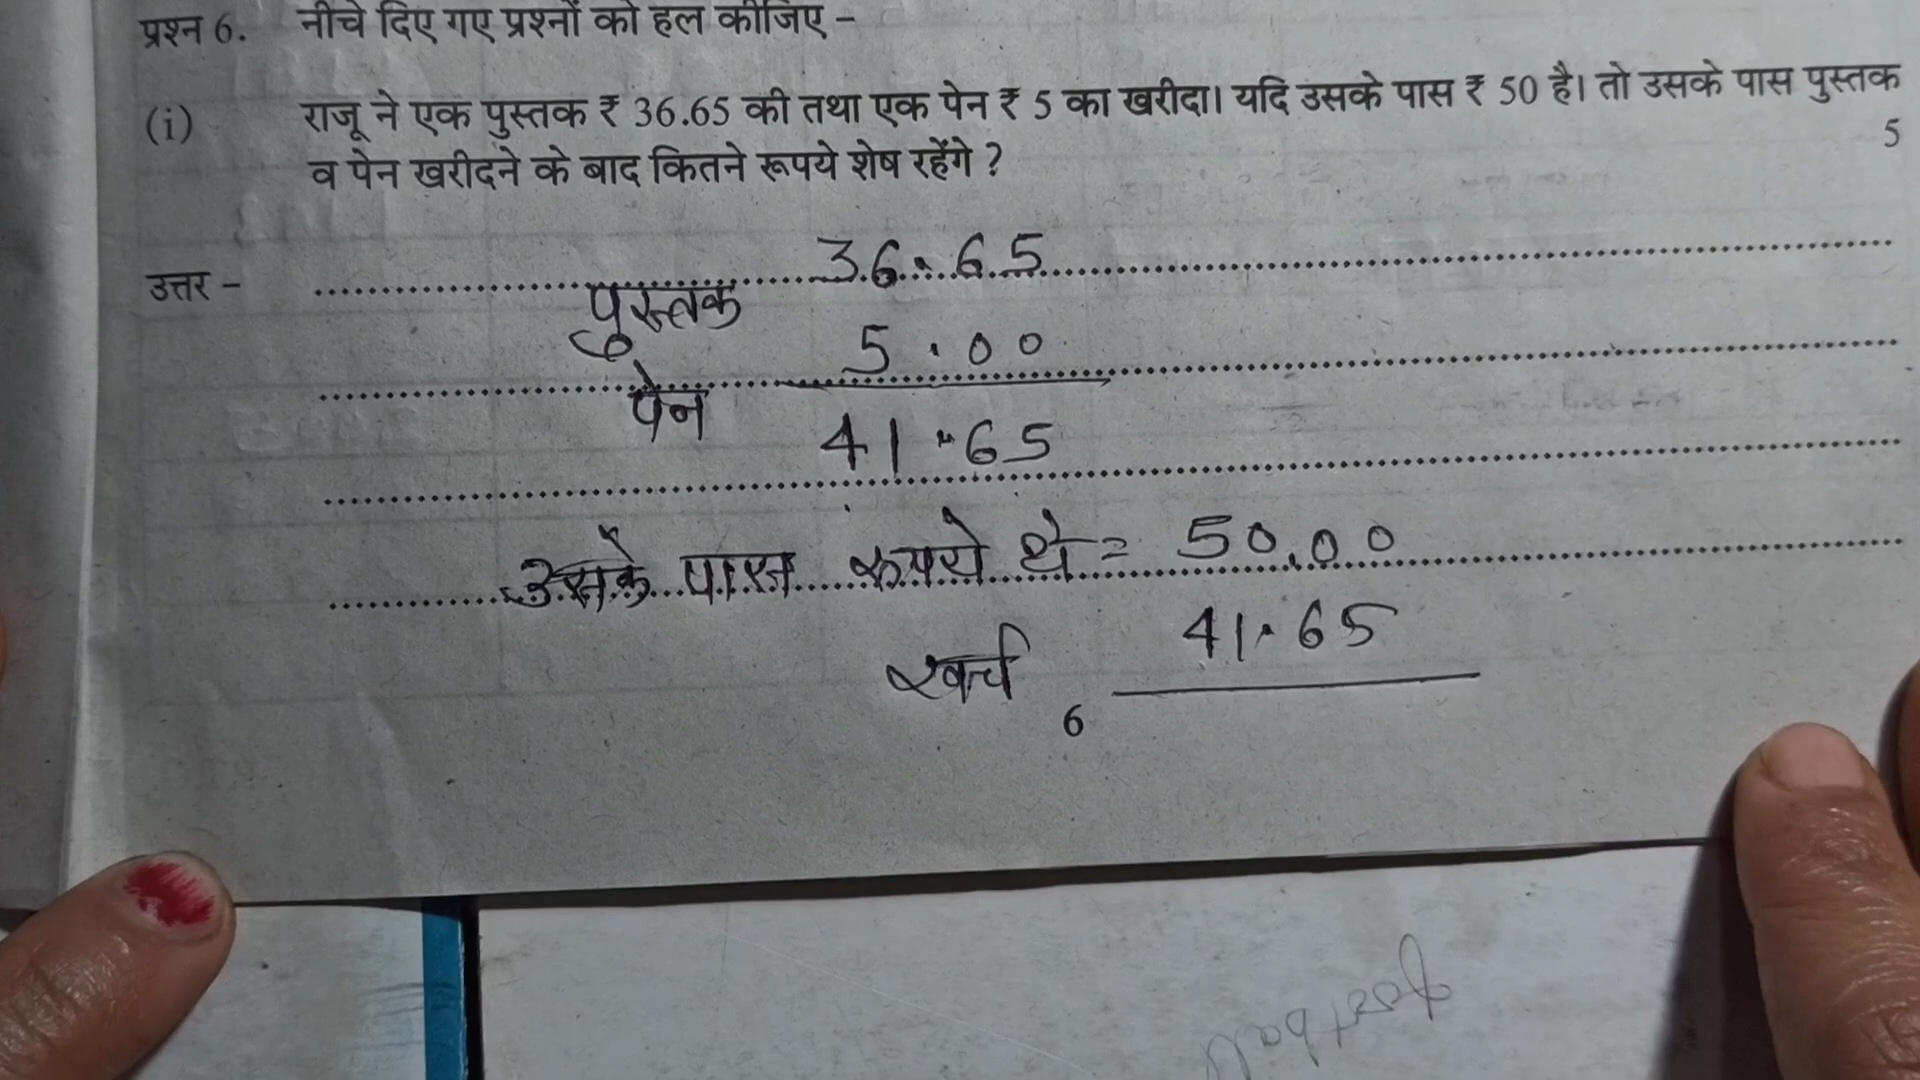 प्रश्न 6. नीचे दिए गए प्रश्नों को हल कीजिए –
(i) राजू ने एक पुस्तक ₹ 36.65 की तथा एक पेन ₹ 5 का खरीदा। यदि उसके पास ₹ 50 है। तो उसके पास पुस्तक
व पेन खरीदने के बाद कितने रूपये शेष रहेंगे ? 5
उत्तर – 36.65
पुस्तक
5.00
पेन
41.65
उसके पास रुपये थे = 50.00
खर्च 41.65
6
football